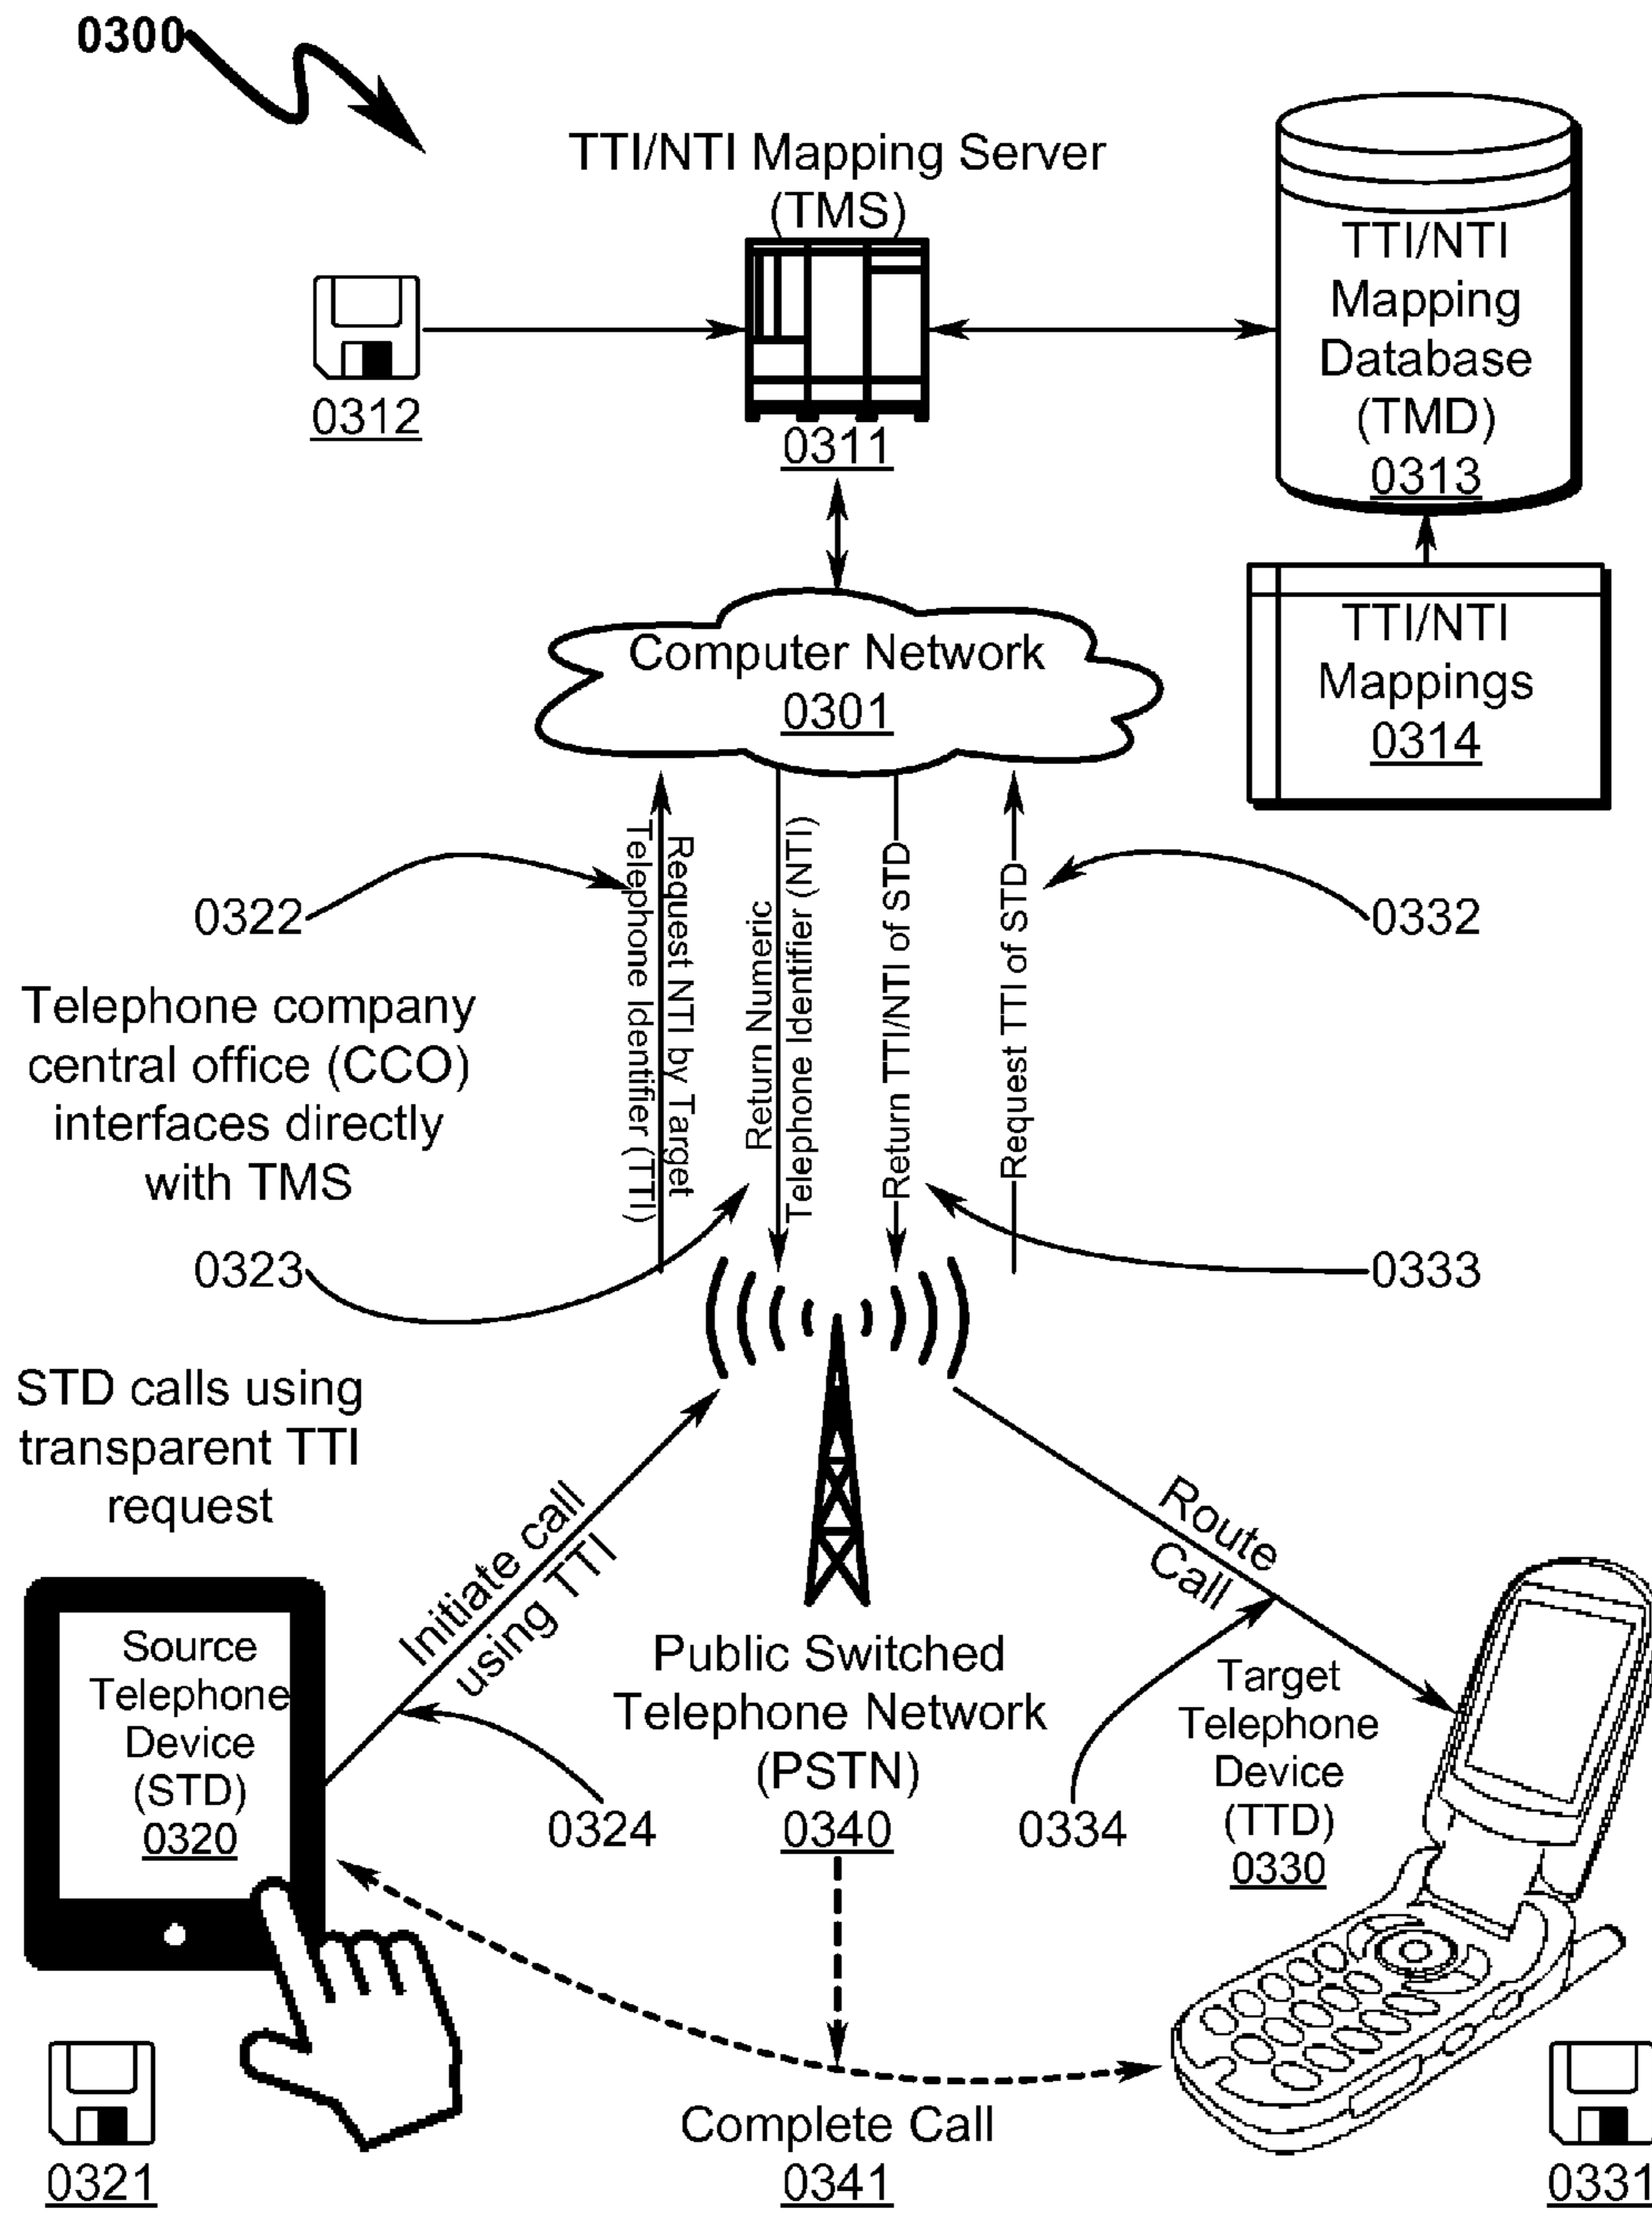 0300
TTI/NTI Mapping Server
(TMS)
0312
0311
TTI/NTI
Mapping
Database
(TMD)
0313
TTI/NTI
Mappings
0314
Computer Network
0301
Request NTI by Target
Telephone Identifier (TTI)
Return Numeric
Telephone Identifier (NTI)
Return TTI/NTI of STD
Request TTI of STD
0322
0332
Telephone company
central office (CCO)
interfaces directly
with TMS
0323
0333
STD calls using
transparent TTI
request
Initiate call
using TTI
Route
Call
Source
Telephone
Device
(STD)
0320
Public Switched
Telephone Network
(PSTN)
0340
Target
Telephone
Device
(TTD)
0330
0324
0334
Complete Call
0341
0321
0331